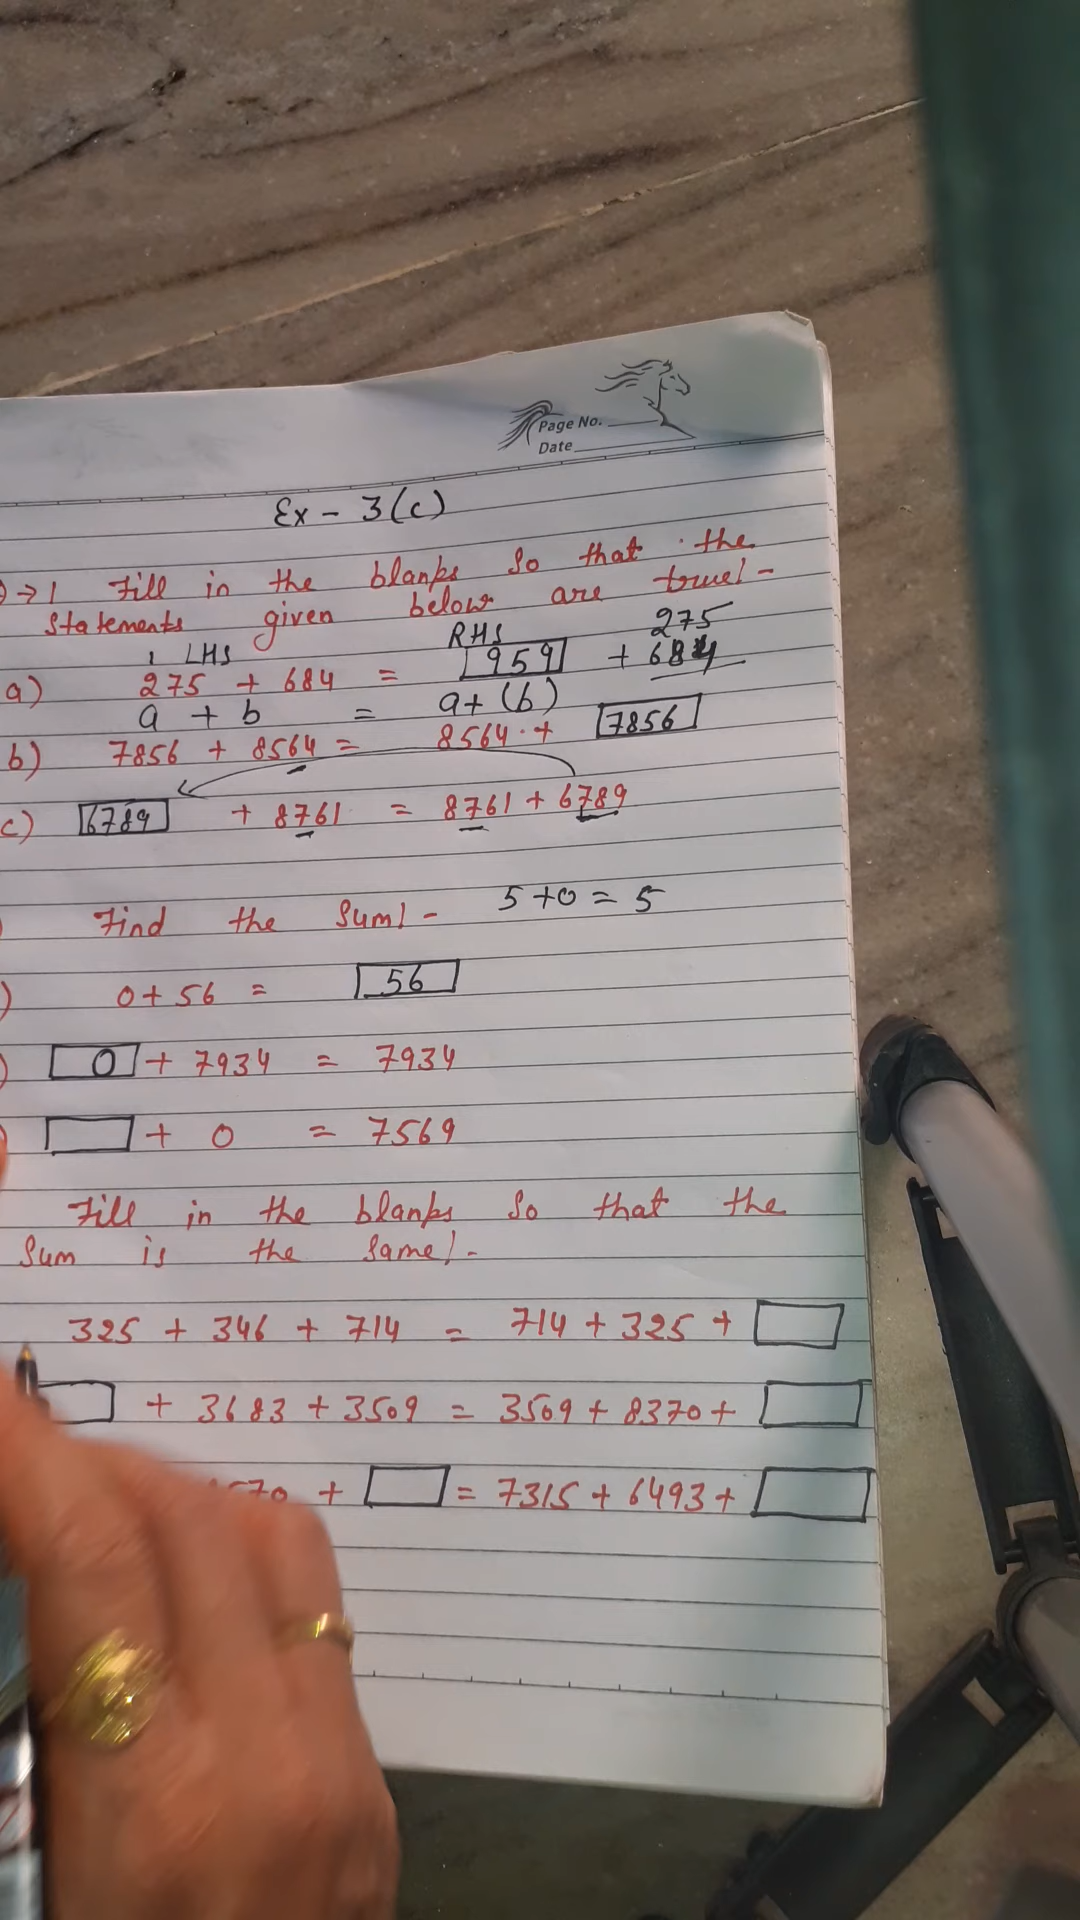 Page No.
Date
Ex - 3(c)
→ 1 Fill in the blanks so that the
statements given below are true!-
LHS RHS 275
a) 275 + 684 = 959 + 684
a + b = a+(b)
b) 7856 + 8564 = 8564 + 7856
c) 6789 + 8761 = 8761 + 6789
Find the sum!- 5+0=5
0+56 = 56
0 + 7934 = 7934
+ 0 = 7569
Fill in the blanks so that the
sum is the same!-
325 + 346 + 714 = 714 + 325 +
+ 3683 + 3509 = 3509 + 8370 +
570 + = 7315 + 6493 +